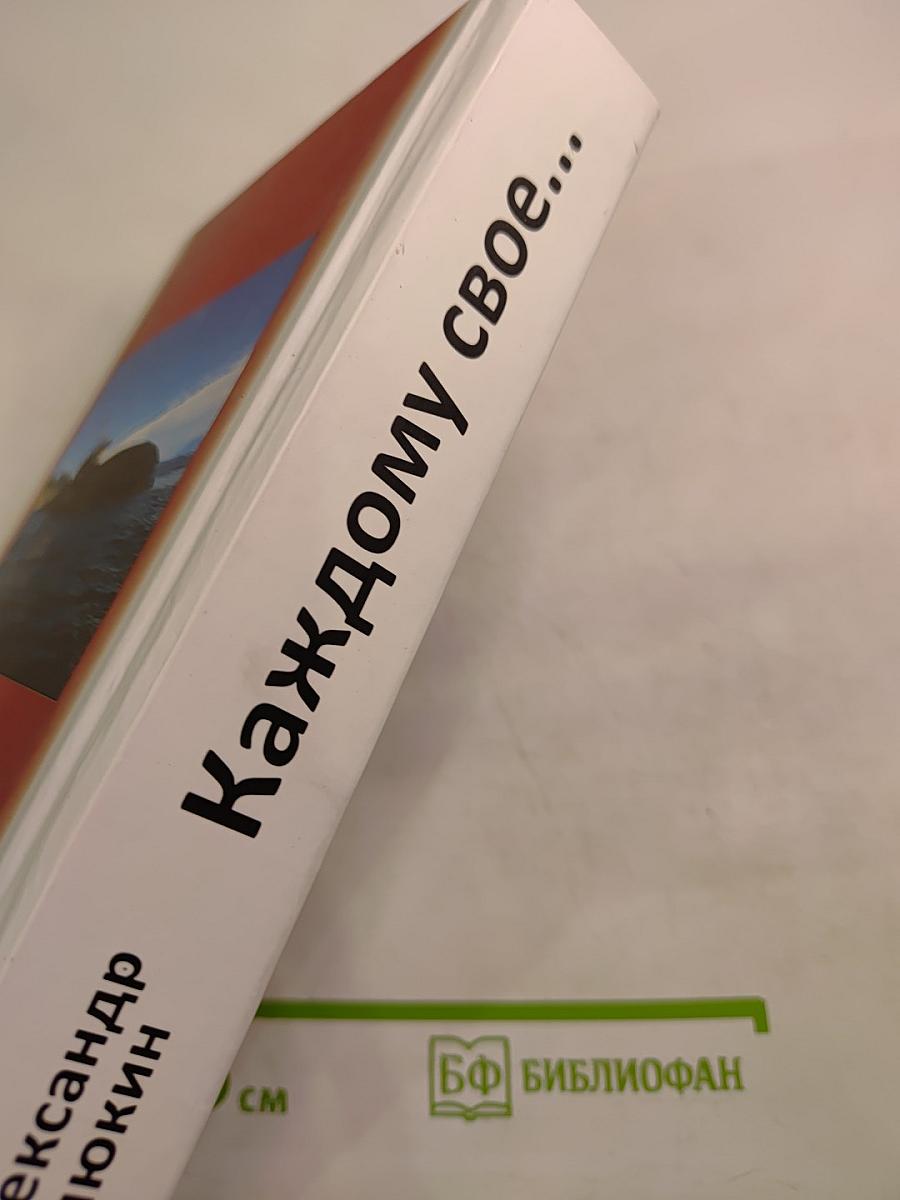 Каждому свое...
ександр
юкин
см
БФ БИБЛИОФАН